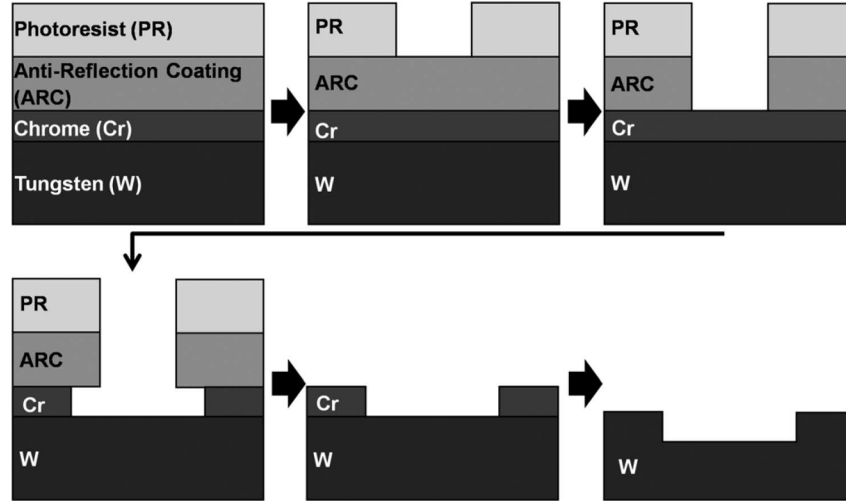 Photoresist (PR)
Anti-Reflection Coating
(ARC)
Chrome (Cr)
Tungsten (W)
PR
ARC
Cr
W
PR
ARC
Cr
W
PR
ARC
Cr
W
Cr
W
W